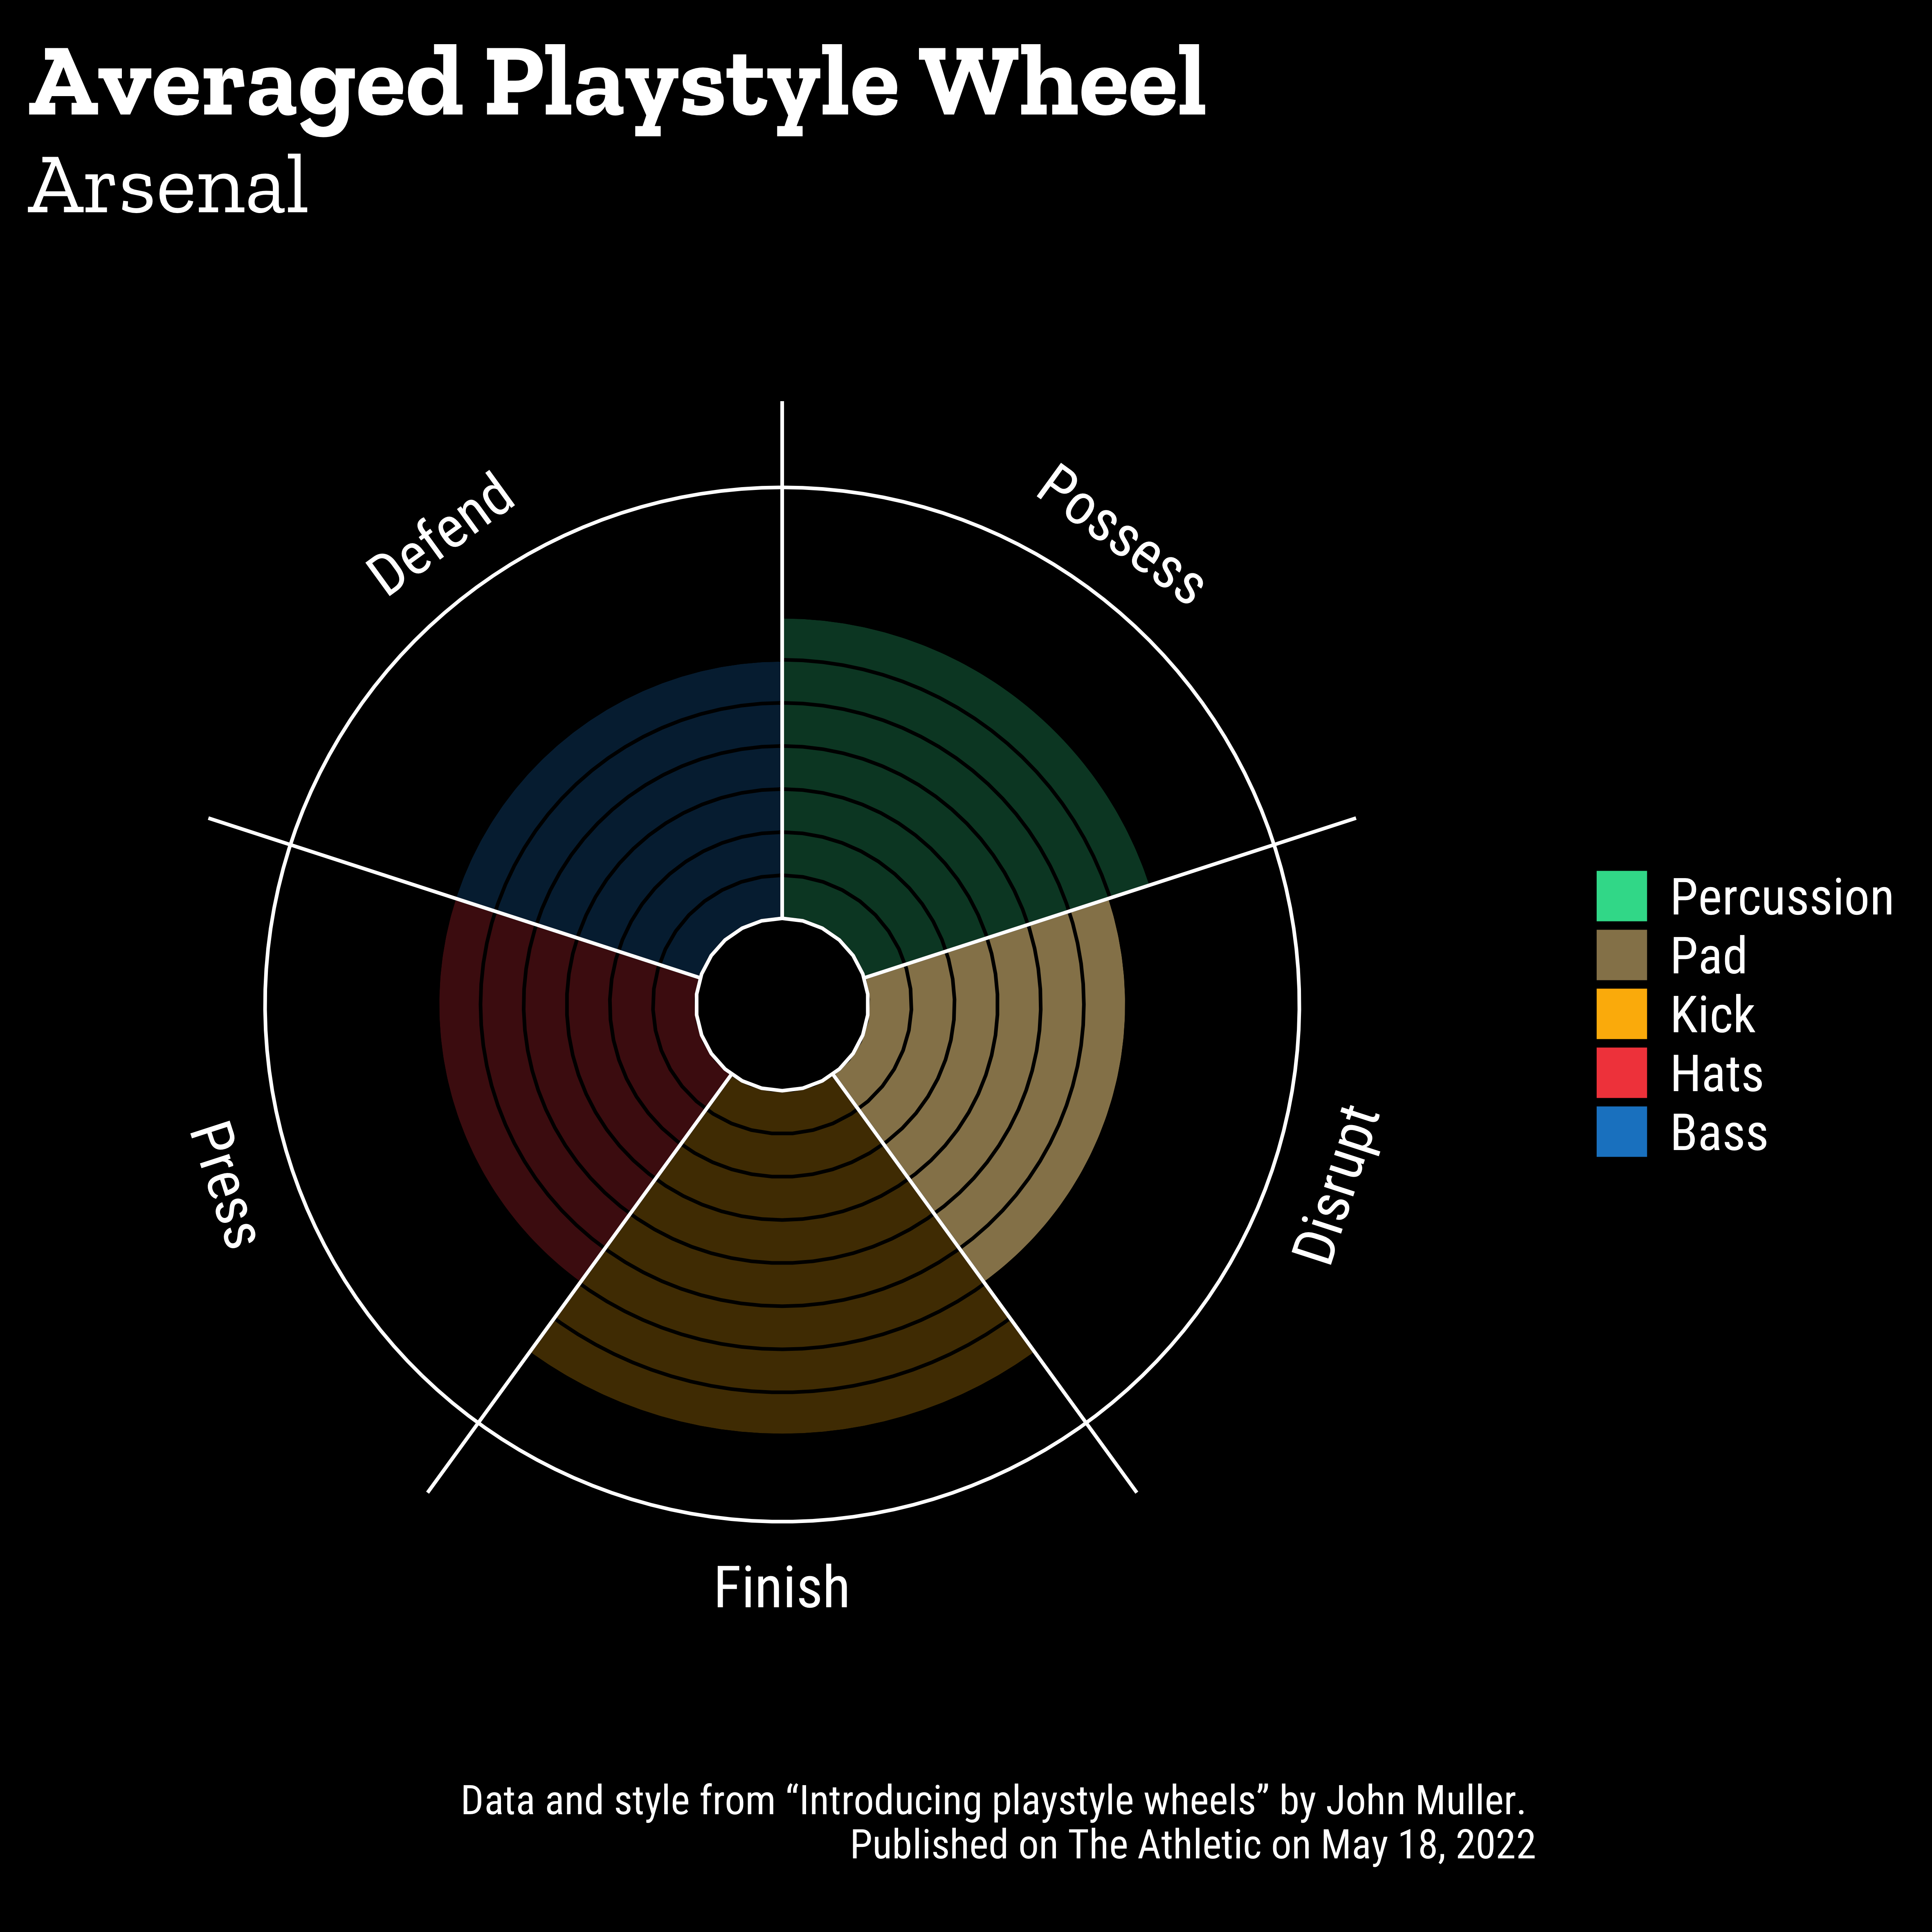 Averaged Playstyle Wheel
Arsenal
Defend
Possess
Press
Disrupt
Finish
Percussion
Pad
Kick
Hats
Bass
Data and style from “Introducing playstyle wheels” by John Muller.
Published on The Athletic on May 18, 2022